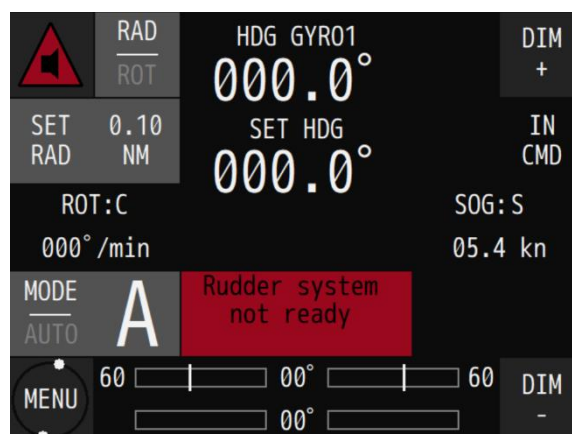 RAD
ROT
HDG GYRO1
000.0°
DIM
+
SET
RAD
0.10
NM
SET HDG
000.0°
IN
CMD
ROT:C
000°/min
SOG:S
05.4 kn
MODE
AUTO
A
Rudder system
not ready
MENU
60 00° 60
00°
DIM
-